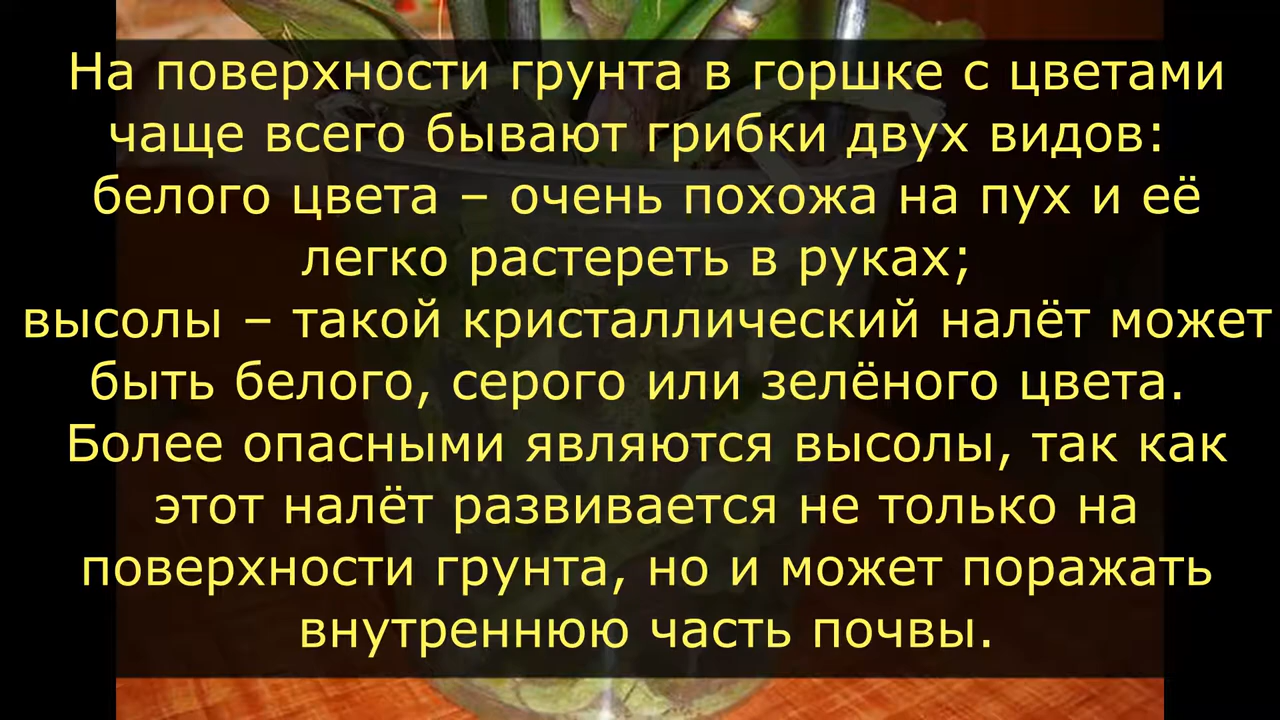 На поверхности грунта в горшке с цветами
чаще всего бывают грибки двух видов:
белого цвета – очень похожа на пух и её
легко растереть в руках;
высолы – такой кристаллический налёт может
быть белого, серого или зелёного цвета.
Более опасными являются высолы, так как
этот налёт развивается не только на
поверхности грунта, но и может поражать
внутреннюю часть почвы.